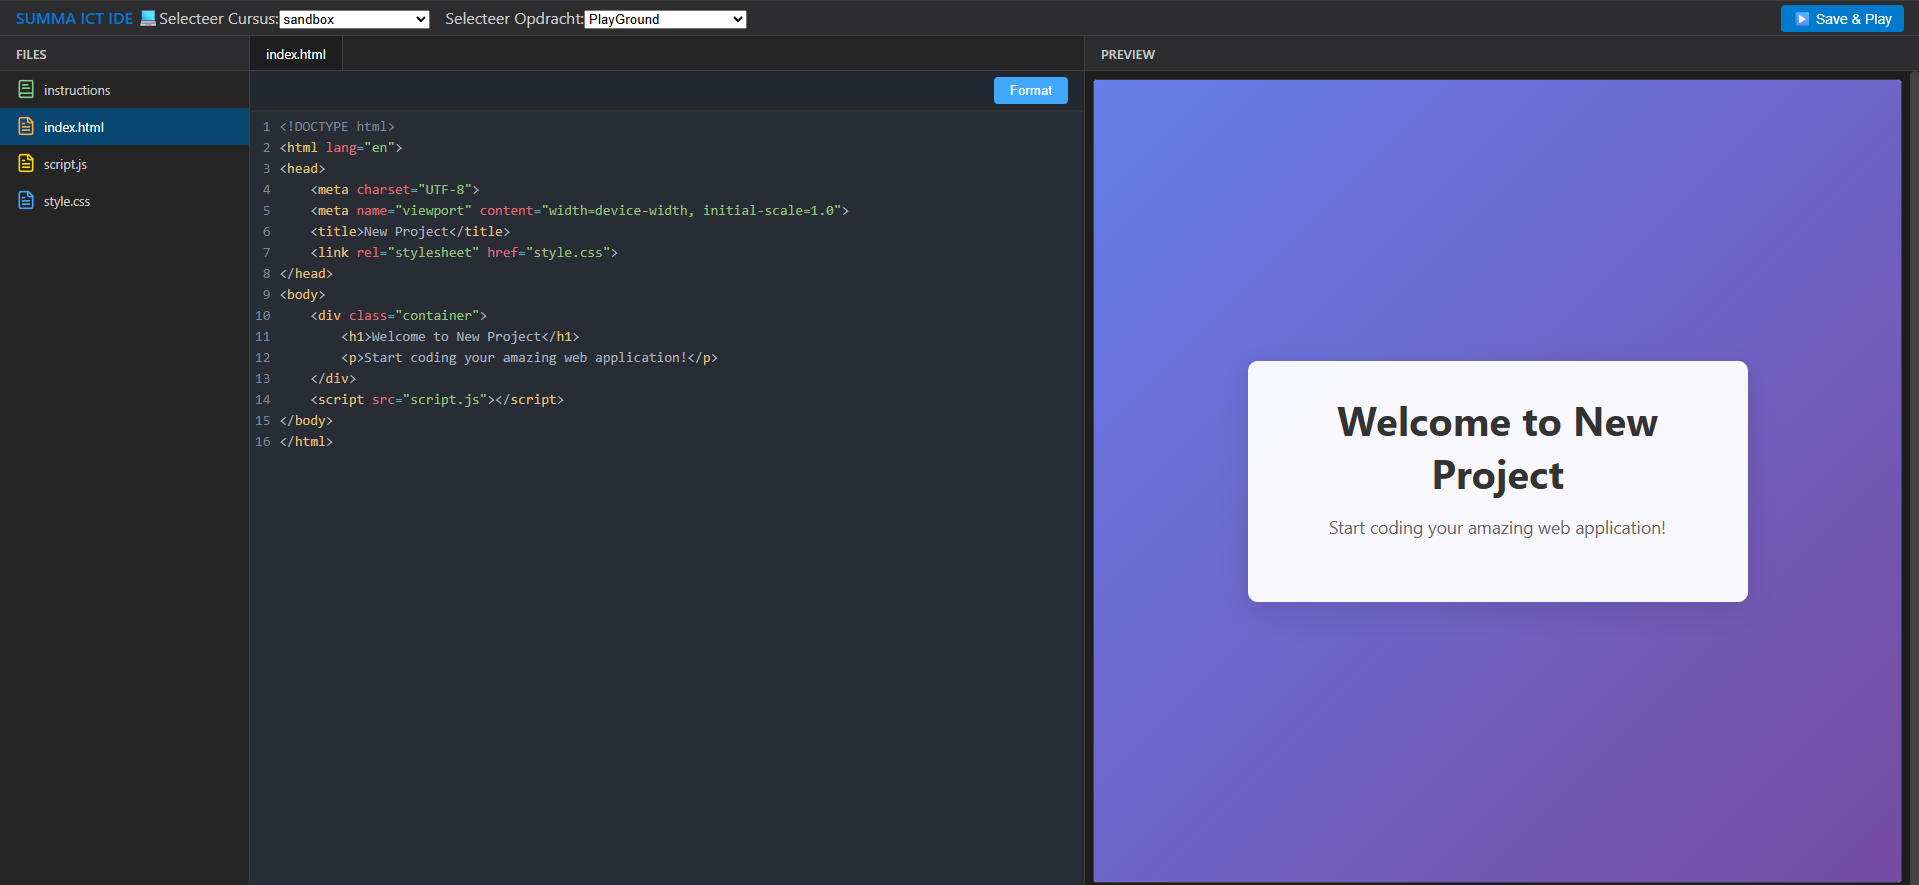 SUMMA ICT IDE 💻 Selecteer Cursus: sandbox Selecteer Opdracht: PlayGround Save & Play
FILES
instructions
index.html
script.js
style.css
index.html
Format
1 <!DOCTYPE html>
2 <html lang="en">
3 <head>
4     <meta charset="UTF-8">
5     <meta name="viewport" content="width=device-width, initial-scale=1.0">
6     <title>New Project</title>
7     <link rel="stylesheet" href="style.css">
8 </head>
9 <body>
10     <div class="container">
11         <h1>Welcome to New Project</h1>
12         <p>Start coding your amazing web application!</p>
13     </div>
14     <script src="script.js"></script>
15 </body>
16 </html>
PREVIEW
Welcome to New
Project
Start coding your amazing web application!